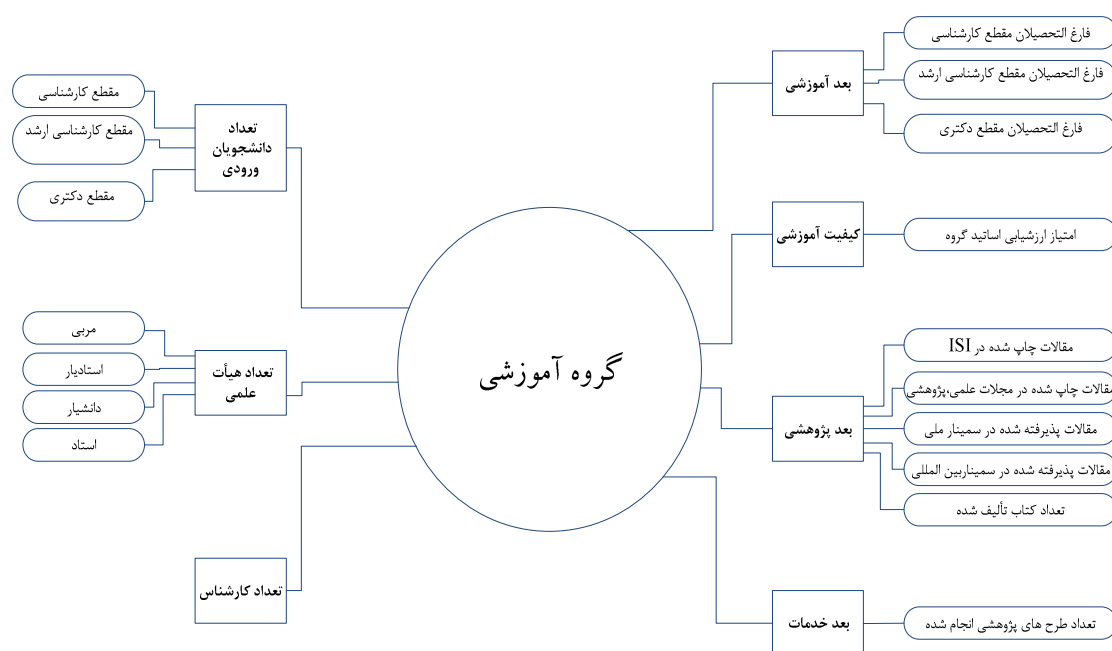 فارغ التحصیلان مقطع کارشناسی
فارغ التحصیلان مقطع کارشناسی ارشد
فارغ التحصیلان مقطع دکتری
بعد آموزشی
امتیاز ارزشیابی اساتید گروه
کیفیت آموزشی
مقالات چاپ شده در ISI
مقالات چاپ شده در مجلات علمی،پژوهشی
مقالات پذیرفته شده در سمینار ملی
مقالات پذیرفته شده در سمیناربین المللی
تعداد کتاب تألیف شده
بعد پژوهشی
تعداد طرح های پژوهشی انجام شده
بعد خدمات
گروه آموزشی
تعداد
دانشجویان
ورودی
مقطع کارشناسی
مقطع کارشناسی ارشد
مقطع دکتری
تعداد هیأت
علمی
مربی
استادیار
دانشیار
استاد
تعداد کارشناس